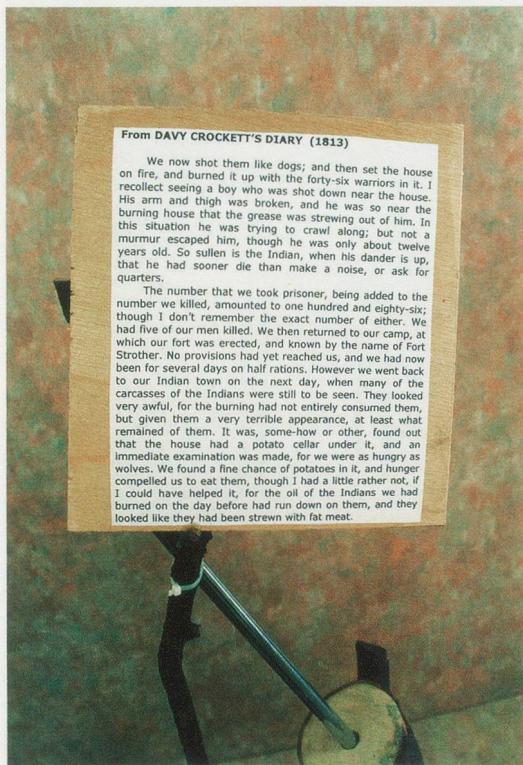 From DAVY CROCKETT'S DIARY (1813)
We now shot them like dogs; and then set the house
on fire, and burned it up with the forty-six warriors in it. I
recollect seeing a boy who was shot down near the house.
His arm and thigh was broken, and he was so near the
burning house that the grease was strewing out of him. In
this situation he was trying to crawl along; but not a
murmur escaped him, though he was only about twelve
years old. So sullen is the Indian, when his dander is up,
that he had sooner die than make a noise, or ask for
quarters.
The number that we took prisoner, being added to the
number we killed, amounted to one hundred and eighty-six;
though I don't remember the exact number of either. We
had five of our men killed. We then returned to our camp, at
which our fort was erected, and known by the name of Fort
Strother. No provisions had yet reached us, and we had now
been for several days on half rations. However we went back
to our Indian town on the next day, when many of the
carcasses of the Indians were still to be seen. They looked
very awful, for the burning had not entirely consumed them,
but given them a very terrible appearance, at least what
remained of them. It was, some-how or other, found out
that the house had a potato cellar under it, and an
immediate examination was made, for we were as hungry as
wolves. We found a fine chance of potatoes in it, and hunger
compelled us to eat them, though I had a little rather not, if
I could have helped it, for the oil of the Indians we had
burned on the day before had run down on them, and they
looked like they had been strewn with fat meat.